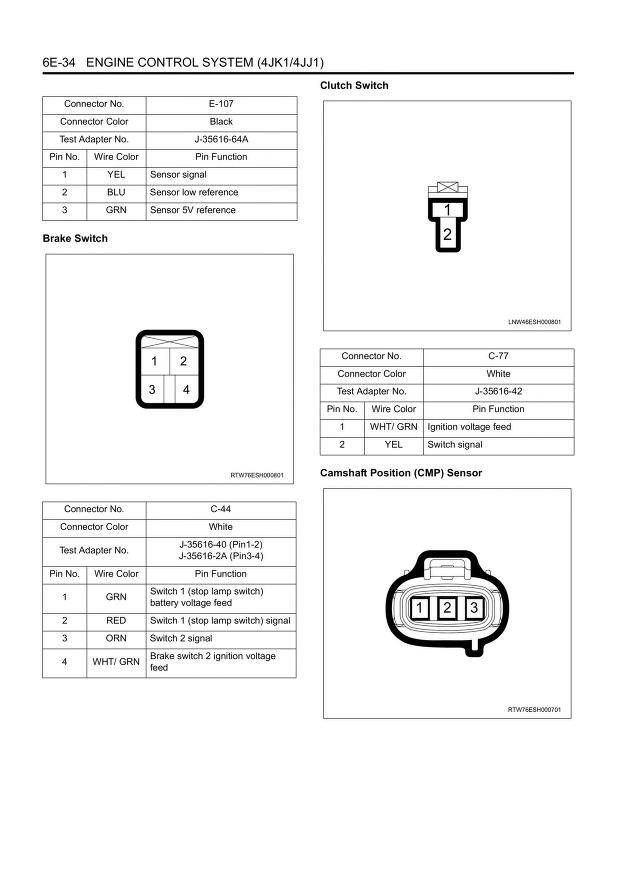 6E-34 ENGINE CONTROL SYSTEM (4JK1/4JJ1)
Connector No. E-107
Connector Color Black
Test Adapter No. J-35616-64A
Pin No. Wire Color Pin Function
1 YEL Sensor signal
2 BLU Sensor low reference
3 GRN Sensor 5V reference
Brake Switch
1 2
3 4
RTW76ESH000801
Connector No. C-44
Connector Color White
Test Adapter No. J-35616-40 (Pin1-2)
J-35616-2A (Pin3-4)
Pin No. Wire Color Pin Function
1 GRN Switch 1 (stop lamp switch)
battery voltage feed
2 RED Switch 1 (stop lamp switch) signal
3 ORN Switch 2 signal
4 WHT/ GRN Brake switch 2 ignition voltage
feed
Clutch Switch
1
2
LNW46ESH000801
Connector No. C-77
Connector Color White
Test Adapter No. J-35616-42
Pin No. Wire Color Pin Function
1 WHT/ GRN Ignition voltage feed
2 YEL Switch signal
Camshaft Position (CMP) Sensor
1 2 3
RTW76ESH000701